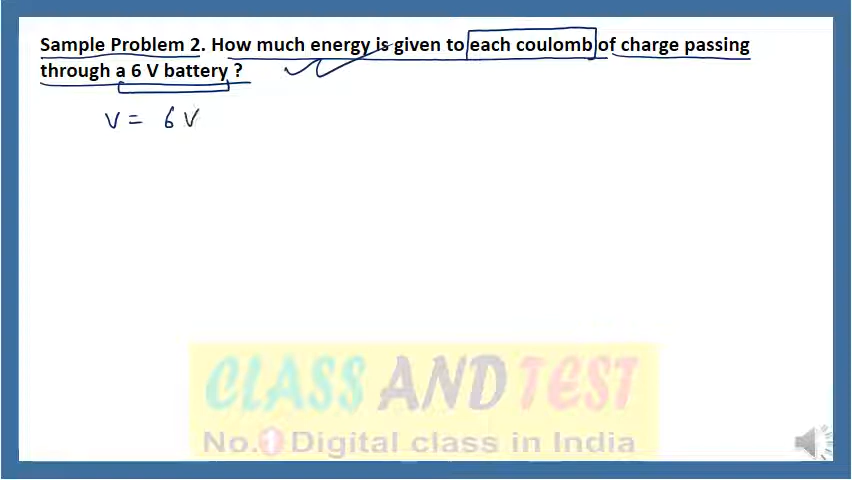 Sample Problem 2. How much energy is given to each coulomb of charge passing
through a 6 V battery ?
V = 6 V
CLASS AND TEST
No.1 Digital class in India